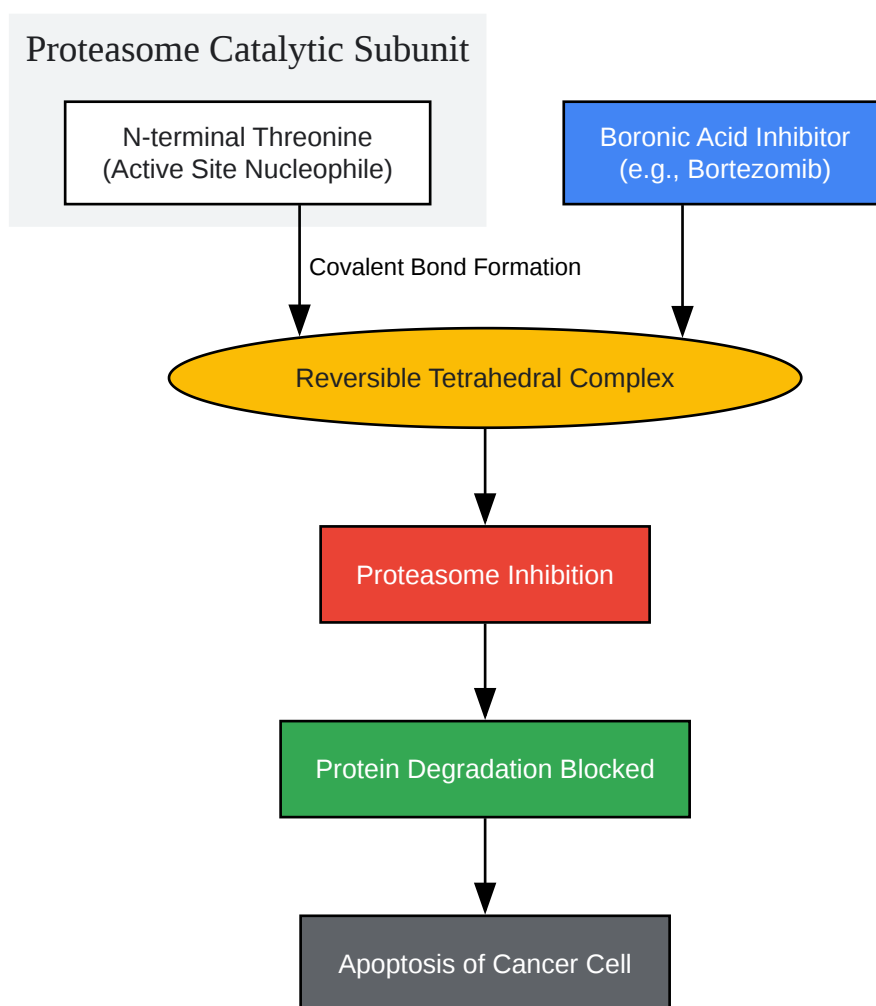 Proteasome Catalytic Subunit
N-terminal Threonine
(Active Site Nucleophile)
Boronic Acid Inhibitor
(e.g., Bortezomib)
Covalent Bond Formation
Reversible Tetrahedral Complex
Proteasome Inhibition
Protein Degradation Blocked
Apoptosis of Cancer Cell